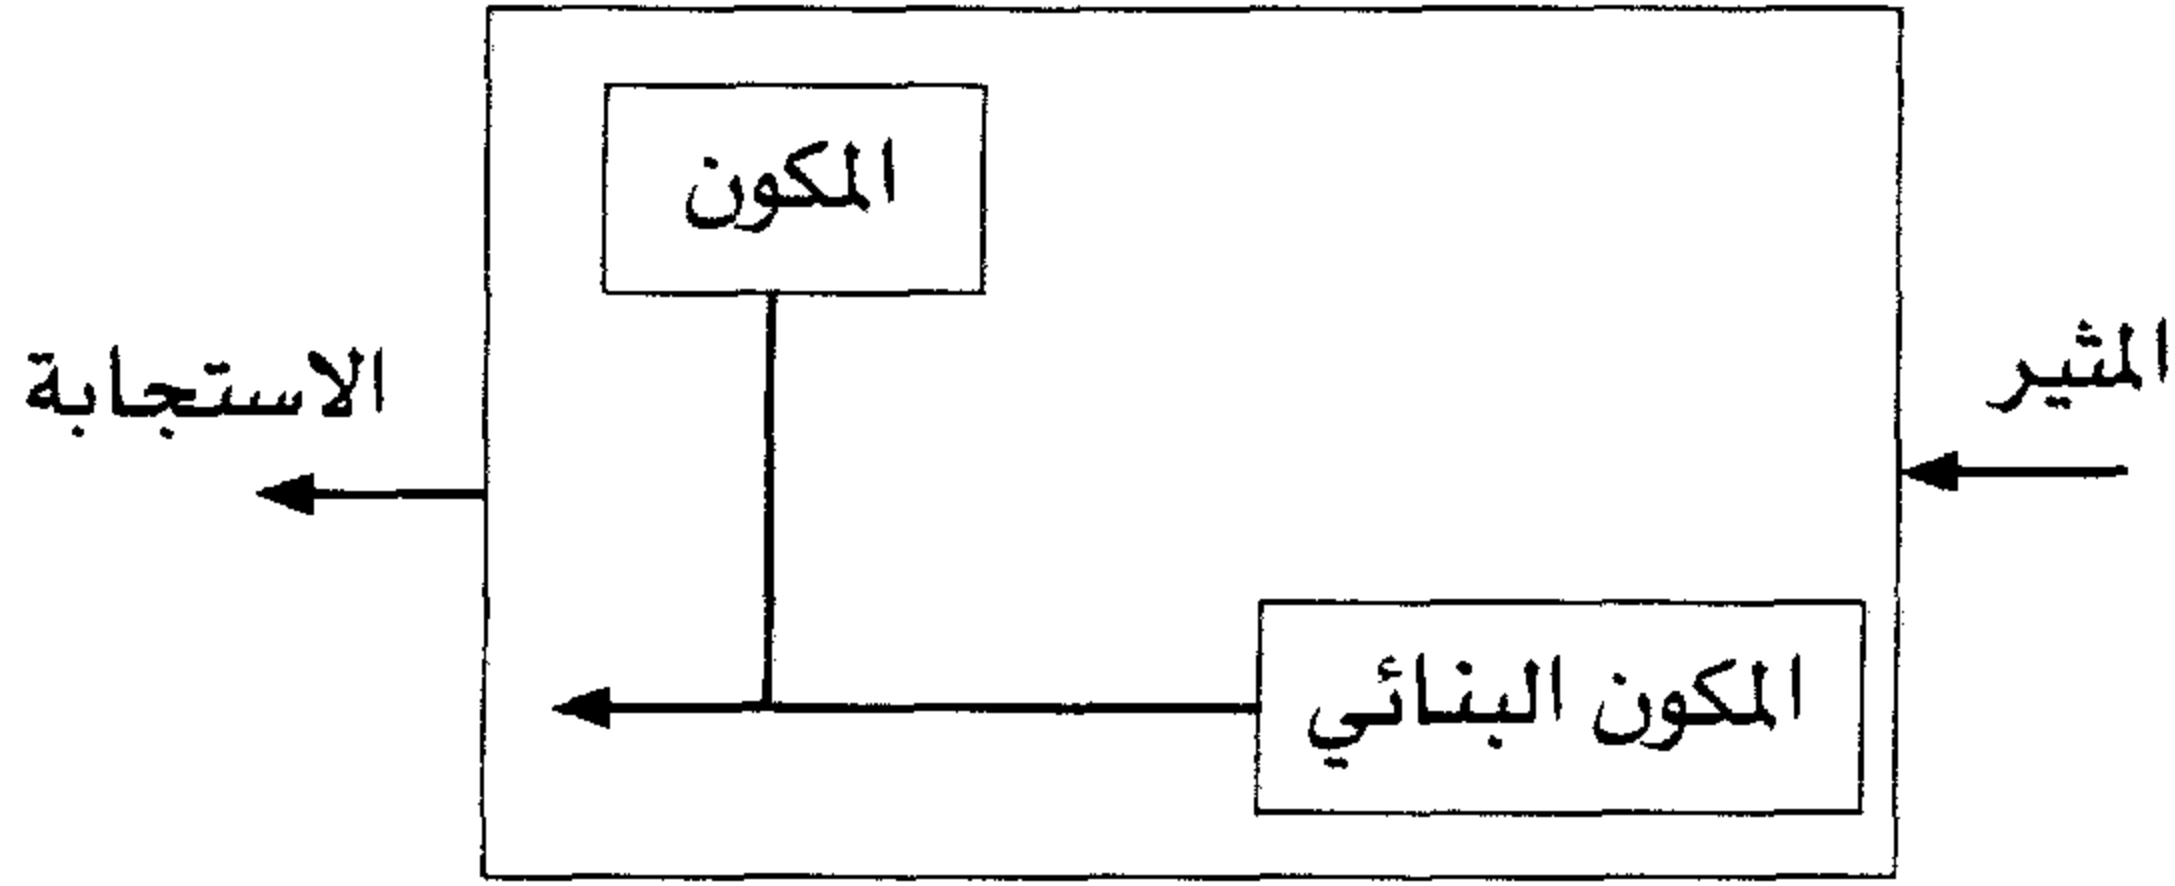 المكون
المثير
الاستجابة
المكون البنائي